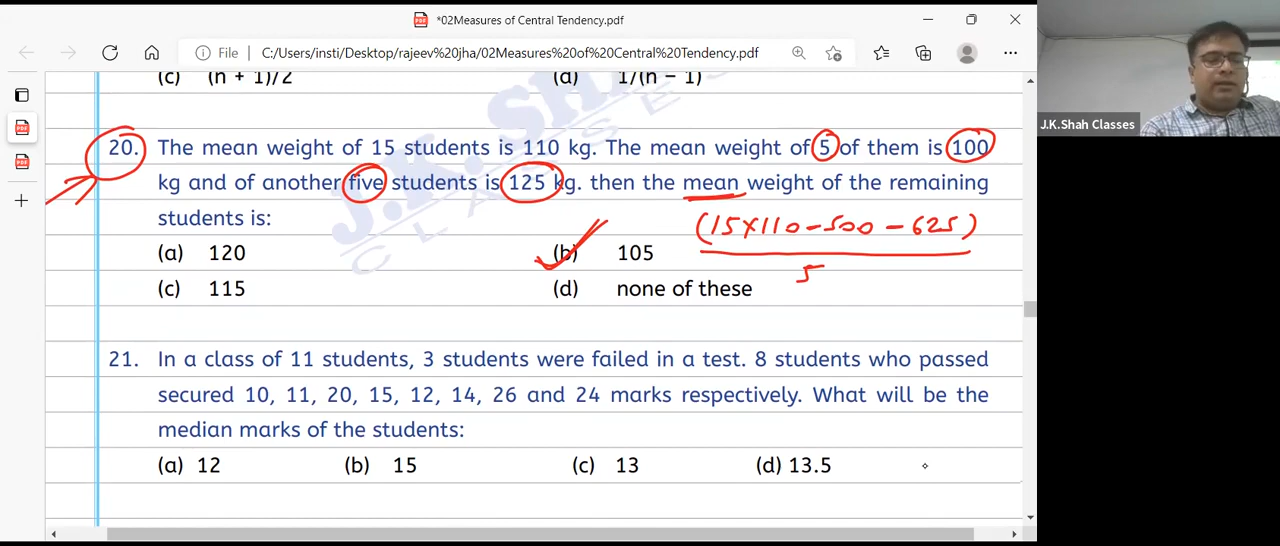 *02Measures of Central Tendency.pdf
File C:/Users/insti/Desktop/rajeev%20jha/02Measures%20of%20Central%20Tendency.pdf
(c) (n + 1)/2 (d) 1/(n − 1)
20. The mean weight of 15 students is 110 kg. The mean weight of 5 of them is 100
kg and of another five students is 125 kg. then the mean weight of the remaining
students is:
(15×110−500−625)
5
(a) 120 (b) 105
(c) 115 (d) none of these
21. In a class of 11 students, 3 students were failed in a test. 8 students who passed
secured 10, 11, 20, 15, 12, 14, 26 and 24 marks respectively. What will be the
median marks of the students:
(a) 12 (b) 15 (c) 13 (d) 13.5
J.K.Shah Classes
J.K. SHAH
CLASSES